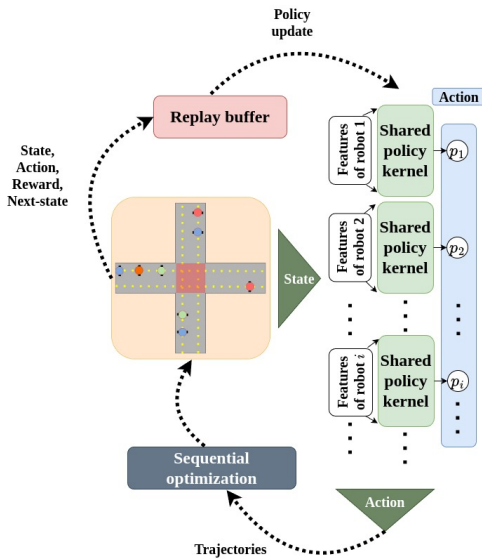 Policy
update
Action
Replay buffer
State,
Action,
Reward,
Next-state
Features
of robot 1
Shared
policy
kernel
p₁
State
Features
of robot 2
Shared
policy
kernel
p₂
Features
of robot i
Shared
policy
kernel
pᵢ
Sequential
optimization
Action
Trajectories